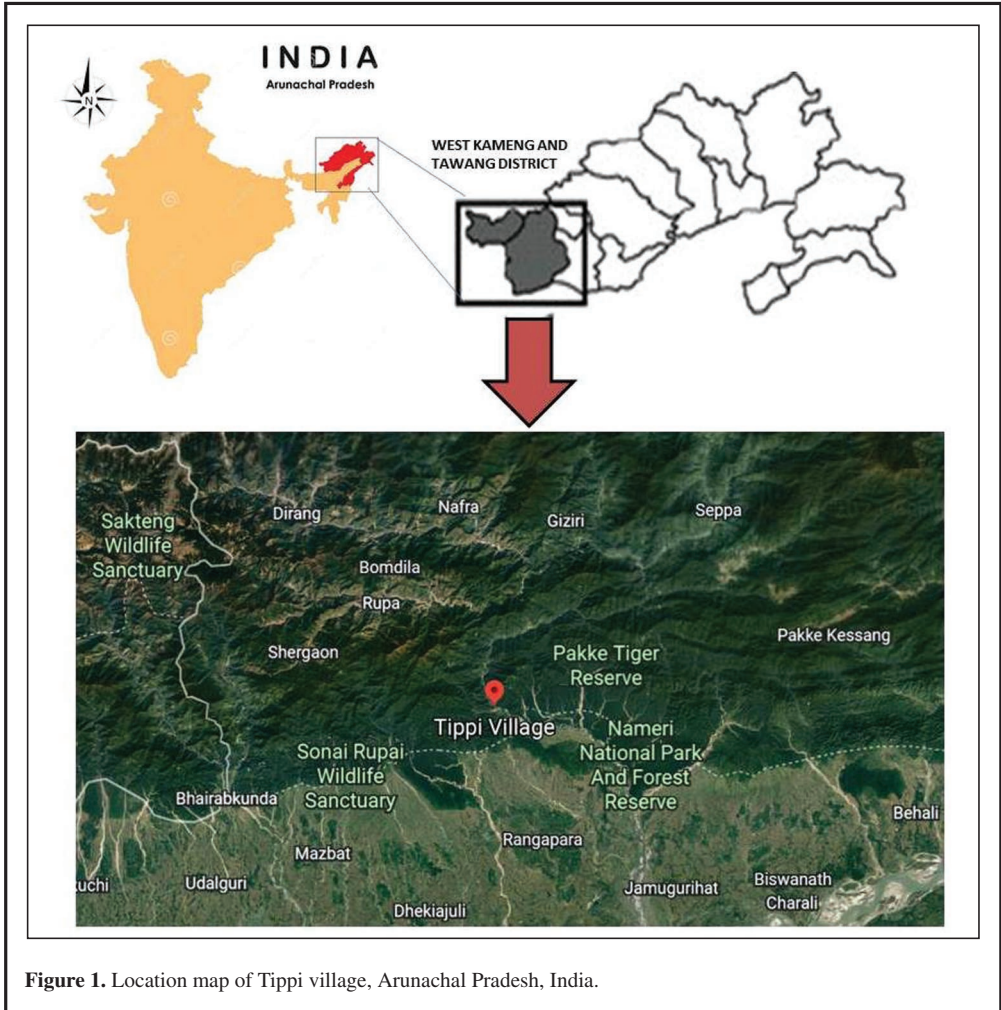 INDIA
Arunachal Pradesh
N
WEST KAMENG AND
TAWANG DISTRICT
Sakteng
Wildlife
Sanctuary
Dirang
Nafra
Giziri
Seppa
Bomdila
Rupa
Shergaon
Pakke Kessang
Pakke Tiger
Reserve
Tippi Village
Nameri
National Park
And Forest
Reserve
Sonai Rupai
Wildlife
Sanctuary
Bhairabkunda
Behali
Rangapara
Mazbat
uchi
Udalguri
Jamugurihat
Biswanath
Charali
Dhekiajuli
Figure 1. Location map of Tippi village, Arunachal Pradesh, India.